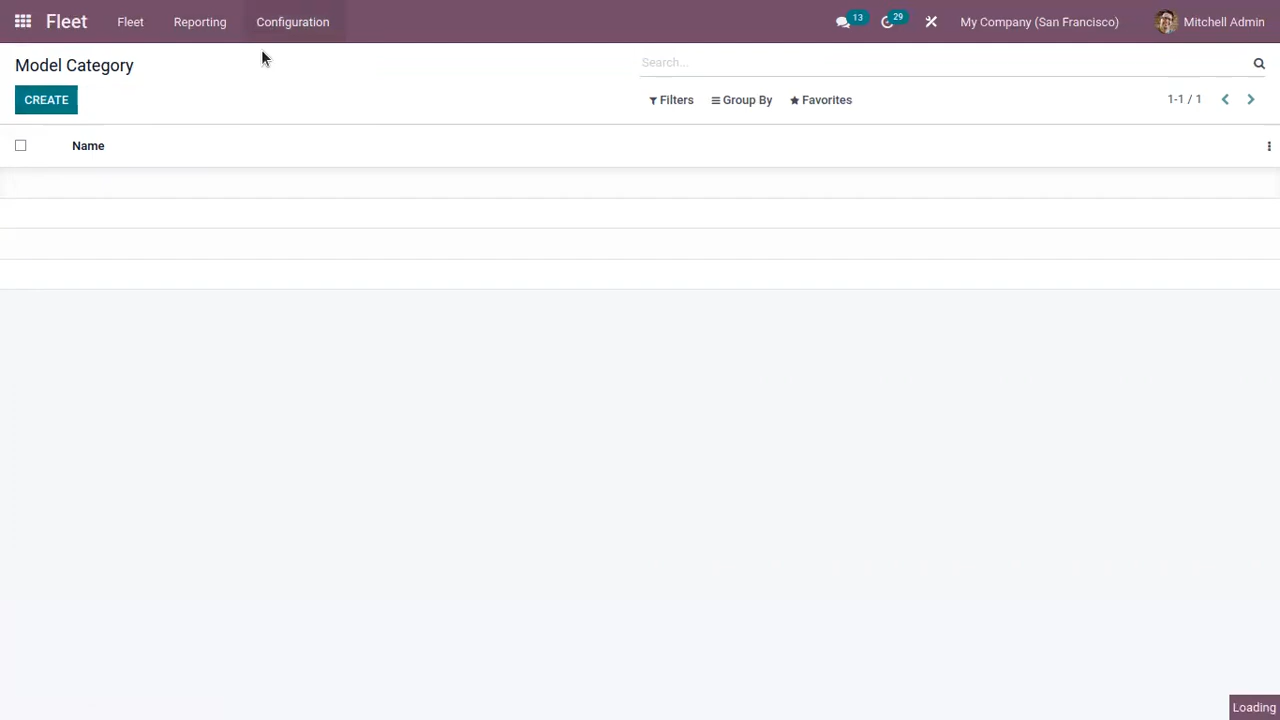 Fleet Fleet Reporting Configuration 13 29 My Company (San Francisco) Mitchell Admin
Model Category Search...
CREATE Filters Group By Favorites 1-1 / 1
Name
Loading